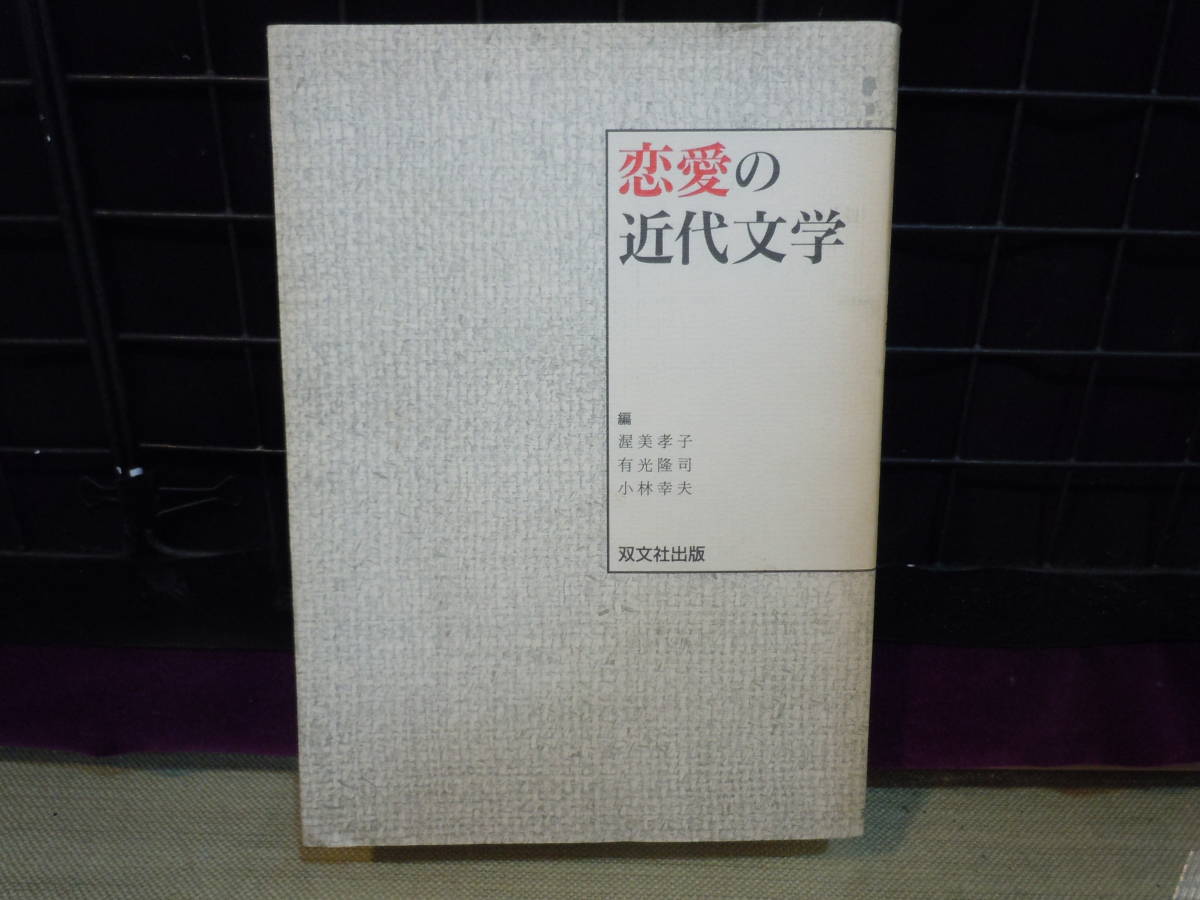 恋愛の
近代文学
編
渥美孝子
有光隆司
小林幸夫
双文社出版